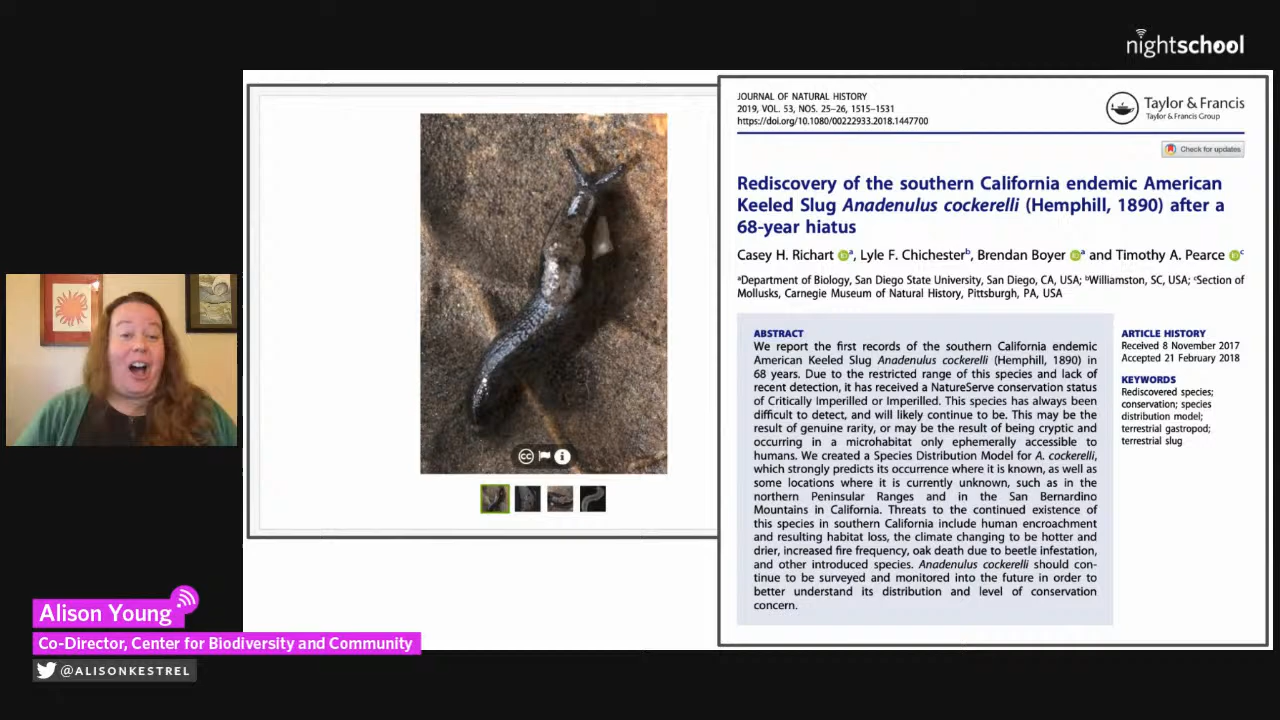 nightschool
JOURNAL OF NATURAL HISTORY
2019, VOL. 53, NOS. 25–26, 1515–1531
https://doi.org/10.1080/00222933.2018.1447700
Taylor & Francis
Taylor & Francis Group
Check for updates
Rediscovery of the southern California endemic American
Keeled Slug Anadenulus cockerelli (Hemphill, 1890) after a
68-year hiatus
Casey H. Richart a, Lyle F. Chichester b, Brendan Boyer a and Timothy A. Pearce c
aDepartment of Biology, San Diego State University, San Diego, CA, USA; bWilliamston, SC, USA; cSection of
Mollusks, Carnegie Museum of Natural History, Pittsburgh, PA, USA
ABSTRACT
We report the first records of the southern California endemic
American Keeled Slug Anadenulus cockerelli (Hemphill, 1890) in
68 years. Due to the restricted range of this species and lack of
recent detection, it has received a NatureServe conservation status
of Critically Imperilled or Imperilled. This species has always been
difficult to detect, and will likely continue to be. This may be the
result of genuine rarity, or may be the result of being cryptic and
occurring in a microhabitat only ephemerally accessible to
humans. We created a Species Distribution Model for A. cockerelli,
which strongly predicts its occurrence where it is known, as well as
some locations where it is currently unknown, such as in the
northern Peninsular Ranges and in the San Bernardino
Mountains in California. Threats to the continued existence of
this species in southern California include human encroachment
and resulting habitat loss, the climate changing to be hotter and
drier, increased fire frequency, oak death due to beetle infestation,
and other introduced species. Anadenulus cockerelli should con-
tinue to be surveyed and monitored into the future in order to
better understand its distribution and level of conservation
concern.
ARTICLE HISTORY
Received 8 November 2017
Accepted 21 February 2018
KEYWORDS
Rediscovered species;
conservation; species
distribution model;
terrestrial gastropod;
terrestrial slug
cc
i
Alison Young
Co-Director, Center for Biodiversity and Community
@ALISONKESTREL